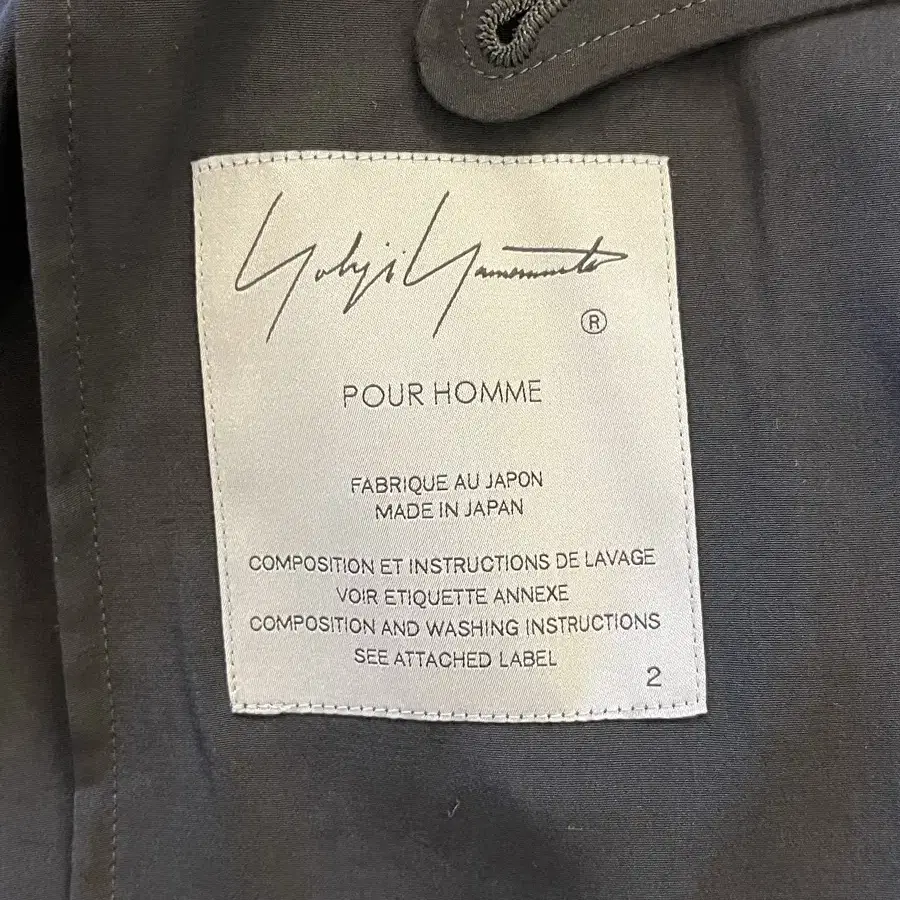 Yohji Yamamoto
®
POUR HOMME
FABRIQUE AU JAPON
MADE IN JAPAN
COMPOSITION ET INSTRUCTIONS DE LAVAGE
VOIR ETIQUETTE ANNEXE
COMPOSITION AND WASHING INSTRUCTIONS
SEE ATTACHED LABEL
2